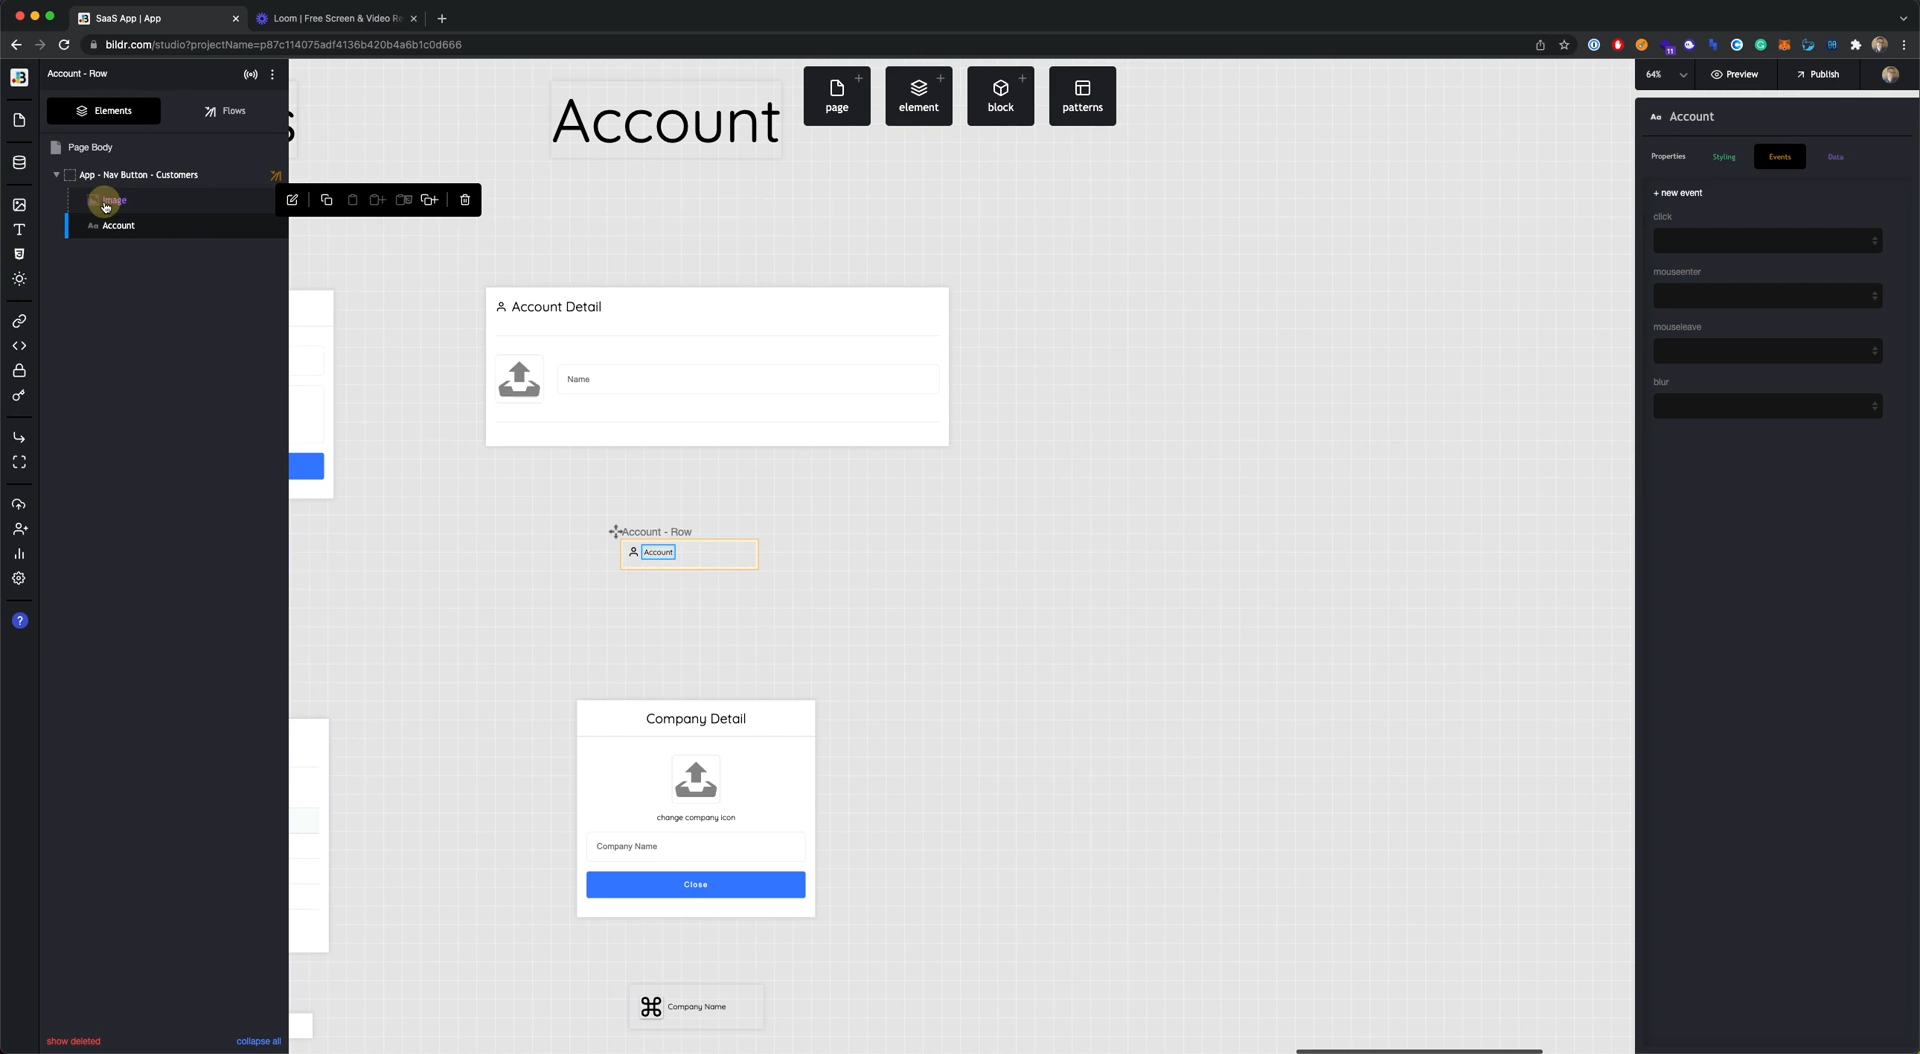 SaaS App | App
Loom | Free Screen & Video Re
bildr.com/studio?projectName=p87c114075adf4136b420b4a6b1c0d666
11
Account - Row
Elements
Flows
Page Body
App - Nav Button - Customers
Image
Aa Account
show deleted
collapse all
s
Account
page
element
block
patterns
Account Detail
Name
Account - Row
Account
Company Detail
change company icon
Company Name
Close
Company Name
64%
Preview
Publish
Aa Account
Properties
Styling
Events
Data
+ new event
click
mouseenter
mouseleave
blur
?